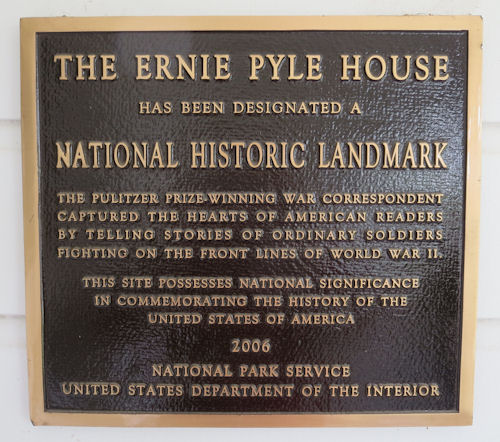 THE ERNIE PYLE HOUSE
HAS BEEN DESIGNATED A
NATIONAL HISTORIC LANDMARK
THE PULITZER PRIZE-WINNING WAR CORRESPONDENT
CAPTURED THE HEARTS OF AMERICAN READERS
BY TELLING STORIES OF ORDINARY SOLDIERS
FIGHTING ON THE FRONT LINES OF WORLD WAR II.
THIS SITE POSSESSES NATIONAL SIGNIFICANCE
IN COMMEMORATING THE HISTORY OF THE
UNITED STATES OF AMERICA
2006
NATIONAL PARK SERVICE
UNITED STATES DEPARTMENT OF THE INTERIOR